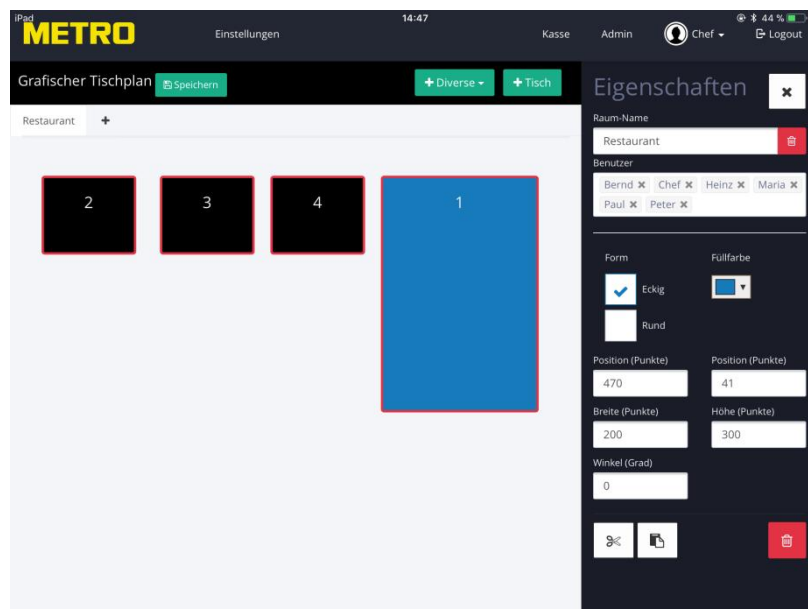 iPad 14:47 44 %
METRO Einstellungen Kasse Admin Chef Logout
Grafischer Tischplan Speichern + Diverse + Tisch
Restaurant +
2 3 4 1
Eigenschaften
Raum-Name
Restaurant
Benutzer
Bernd × Chef × Heinz × Maria ×
Paul × Peter ×
Form Füllfarbe
Eckig
Rund
Position (Punkte) Position (Punkte)
470 41
Breite (Punkte) Höhe (Punkte)
200 300
Winkel (Grad)
0